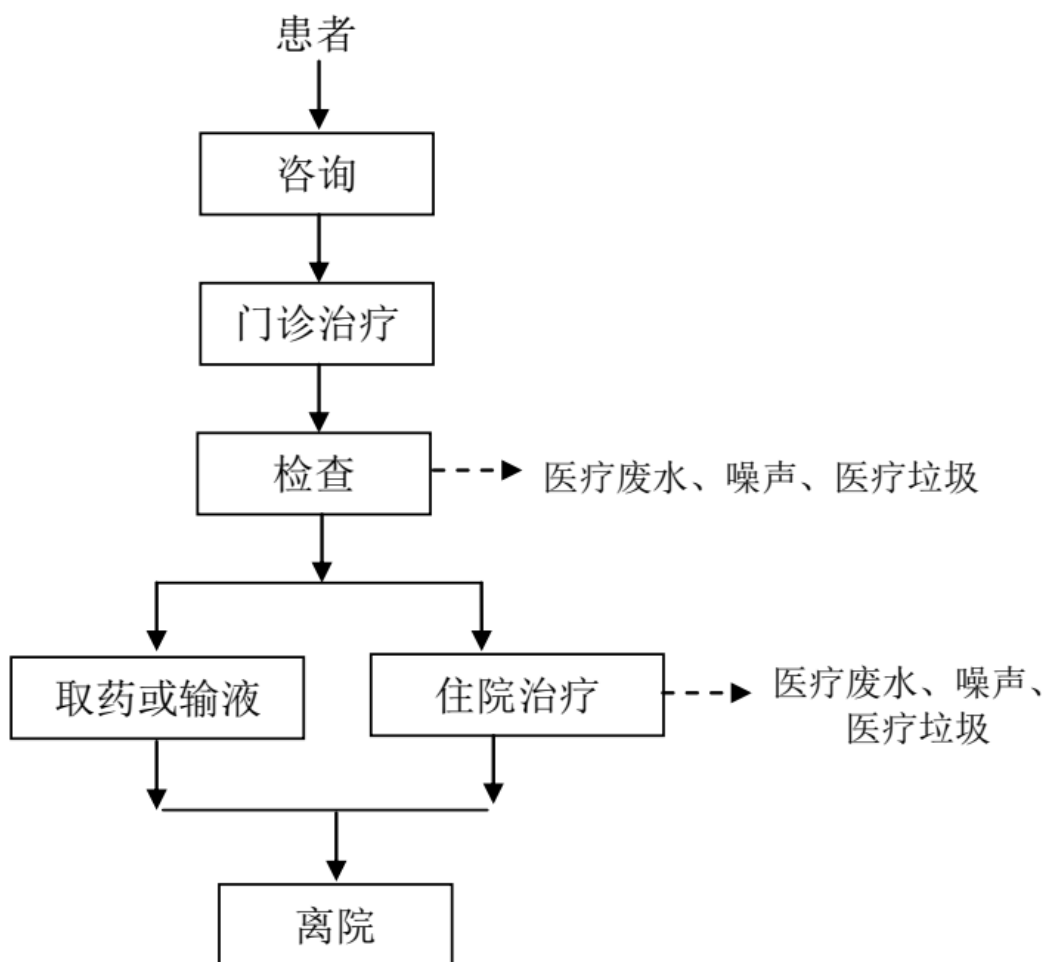 患者
咨询
门诊治疗
检查
医疗废水、噪声、医疗垃圾
取药或输液
住院治疗
医疗废水、噪声、
医疗垃圾
离院